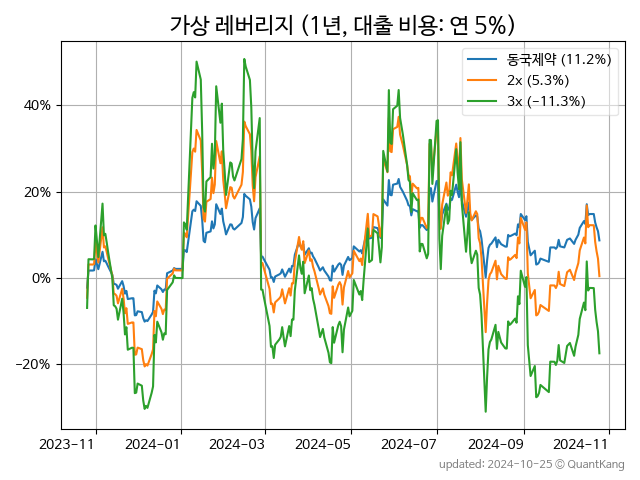 가상 레버리지 (1년, 대출 비용: 연 5%)
동국제약 (11.2%)
2x (5.3%)
3x (−11.3%)
40%
20%
0%
−20%
2023-11 2024-01 2024-03 2024-05 2024-07 2024-09 2024-11
updated: 2024-10-25 © QuantKang